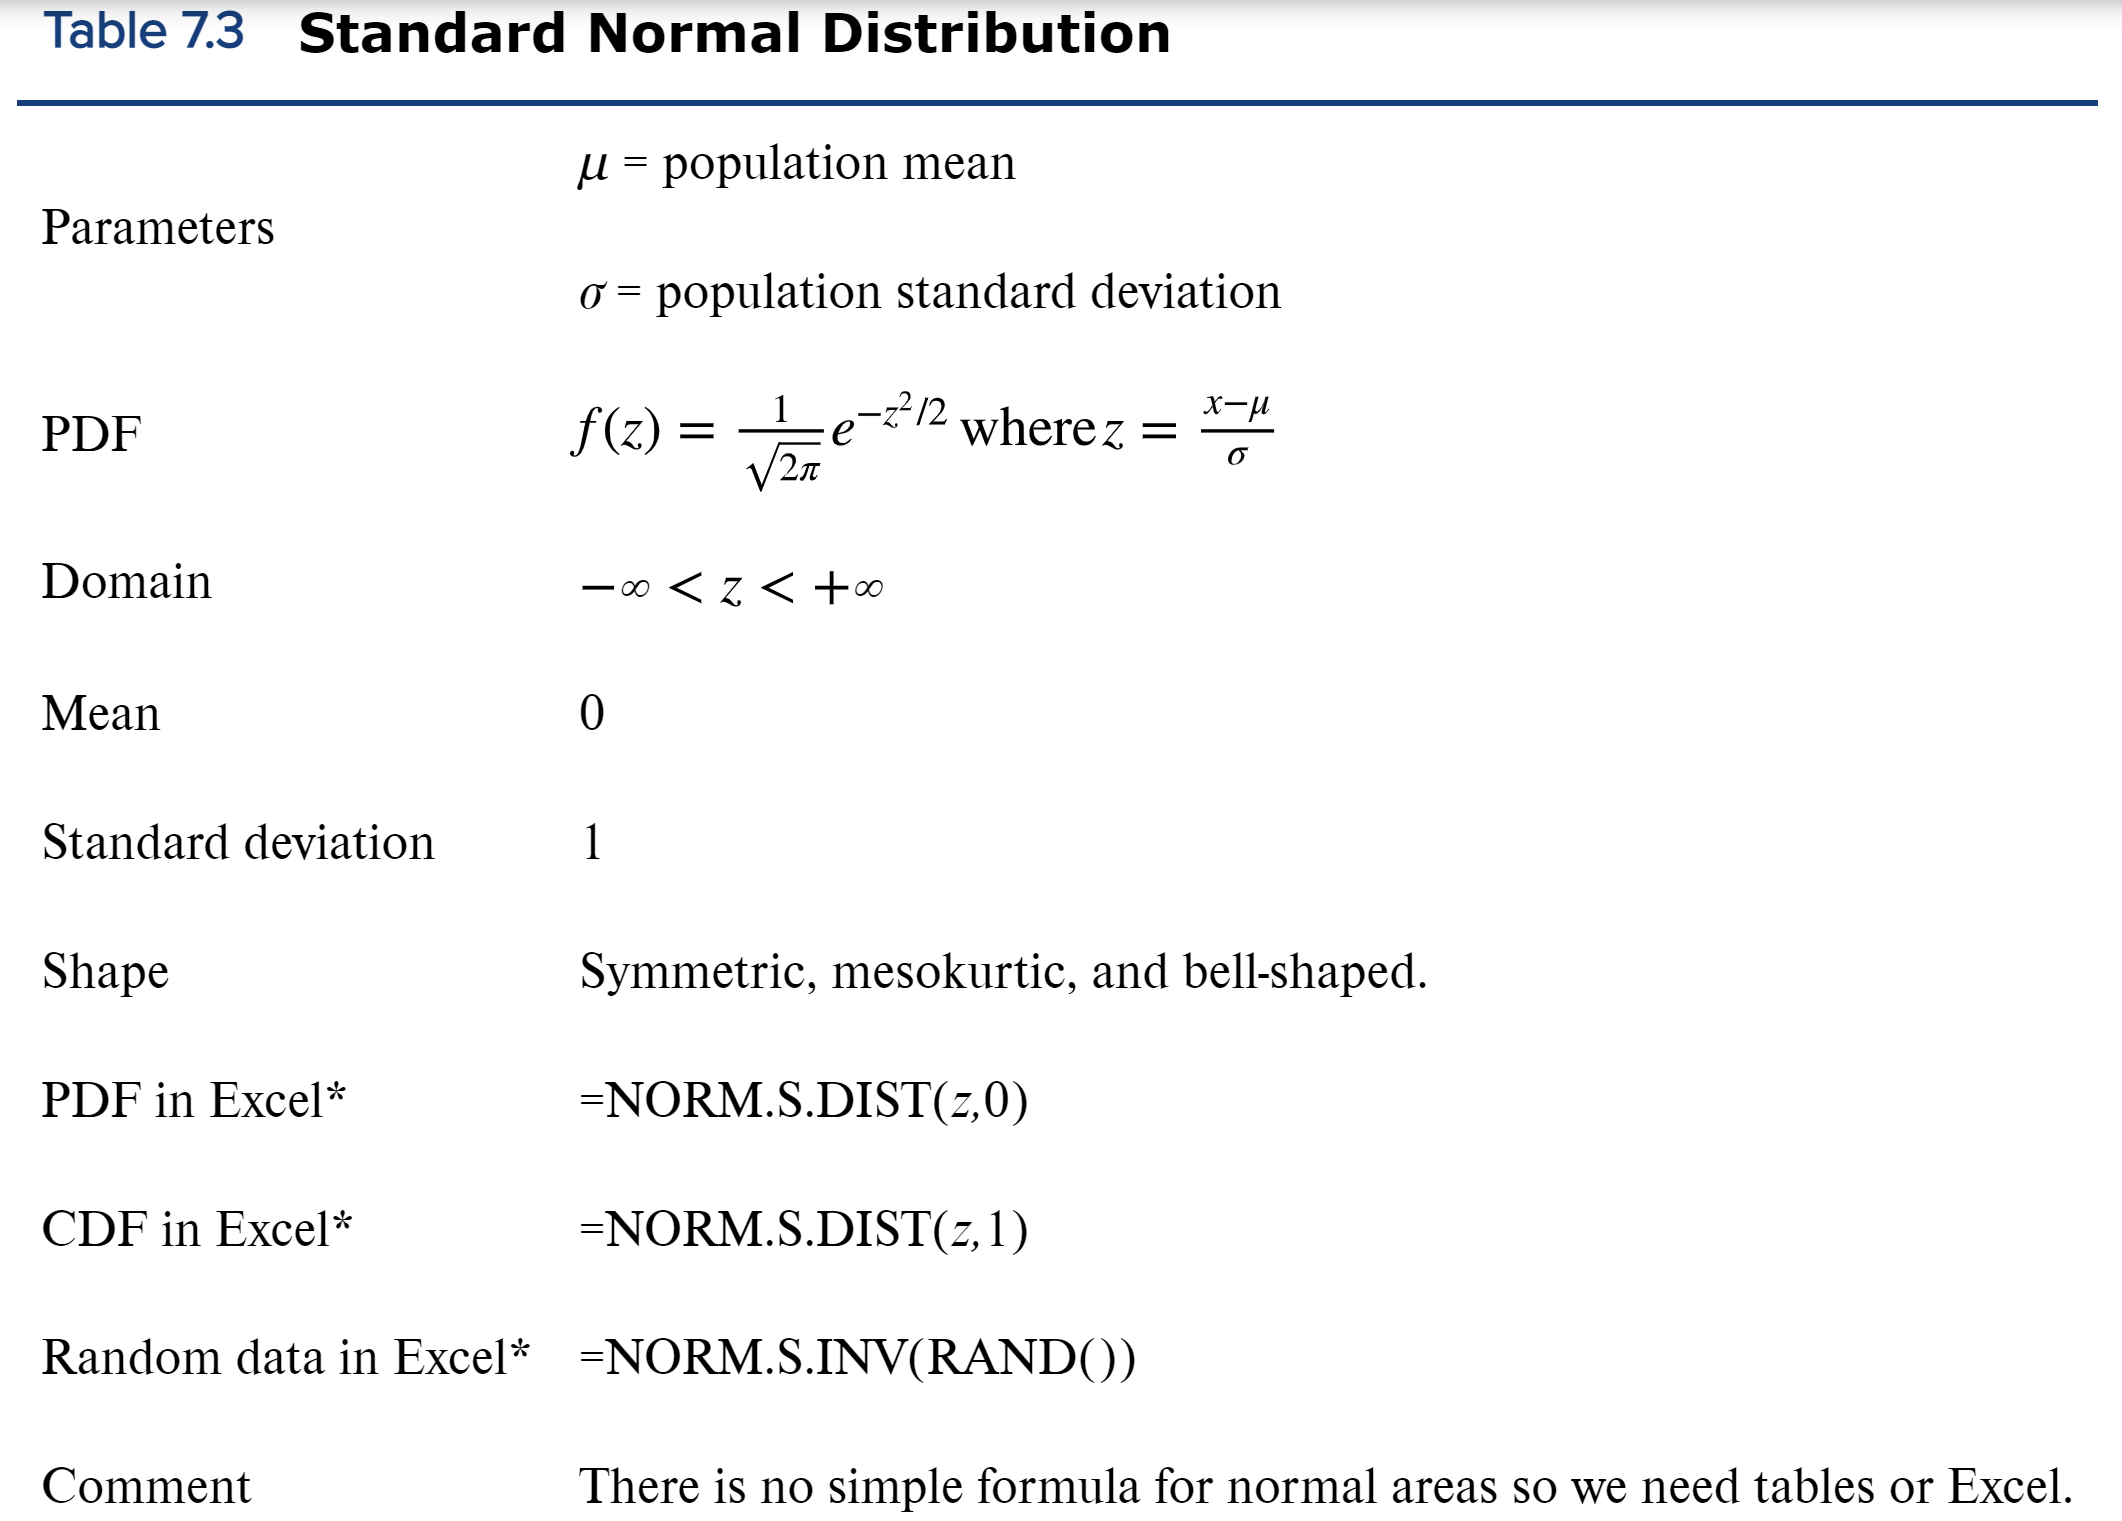 Table 7.3 Standard Normal Distribution
Parameters
μ = population mean
σ = population standard deviation
PDF f(z) = 1/√2π e^−z²/2 where z = x−μ/σ
Domain −∞ < z < +∞
Mean 0
Standard deviation 1
Shape Symmetric, mesokurtic, and bell-shaped.
PDF in Excel* =NORM.S.DIST(z,0)
CDF in Excel* =NORM.S.DIST(z,1)
Random data in Excel* =NORM.S.INV(RAND())
Comment There is no simple formula for normal areas so we need tables or Excel.